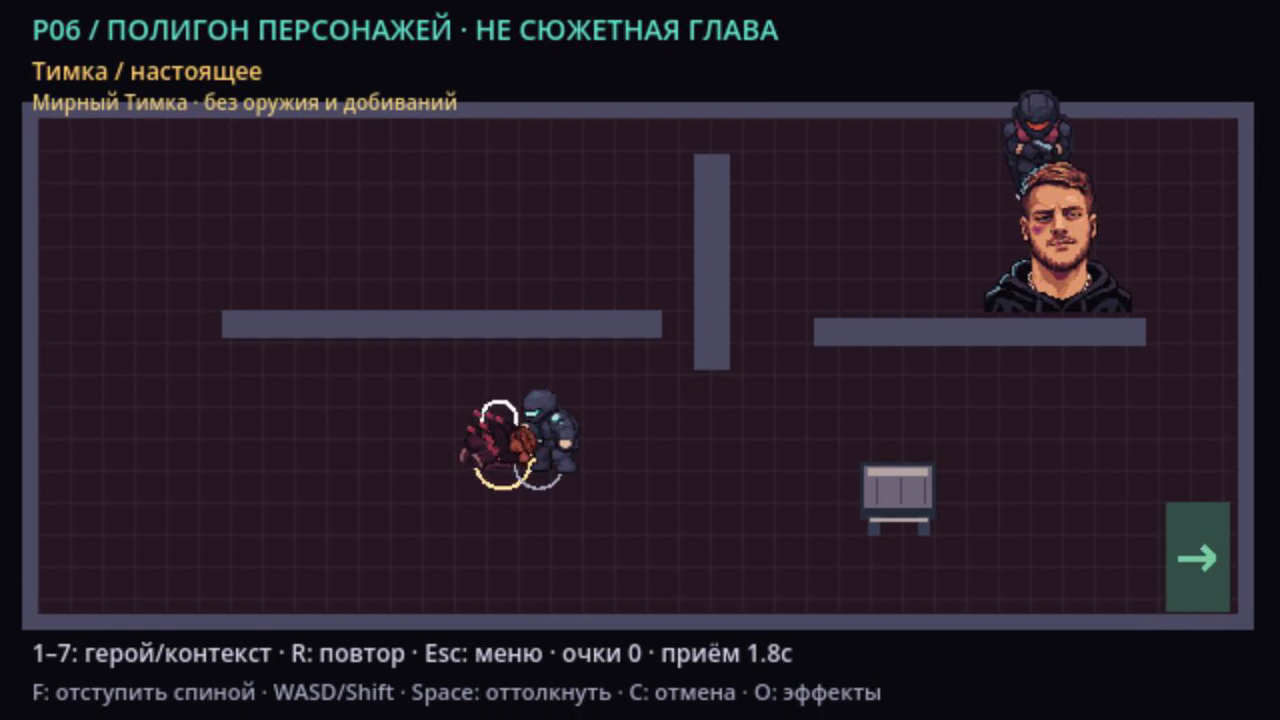 P06 / ПОЛИГОН ПЕРСОНАЖЕЙ · НЕ СЮЖЕТНАЯ ГЛАВА
Тимка / настоящее
Мирный Тимка · без оружия и добиваний
→
1–7: герой/контекст · R: повтор · Esc: меню · очки 0 · приём 1.8с
F: отступить спиной · WASD/Shift · Space: оттолкнуть · C: отмена · O: эффекты